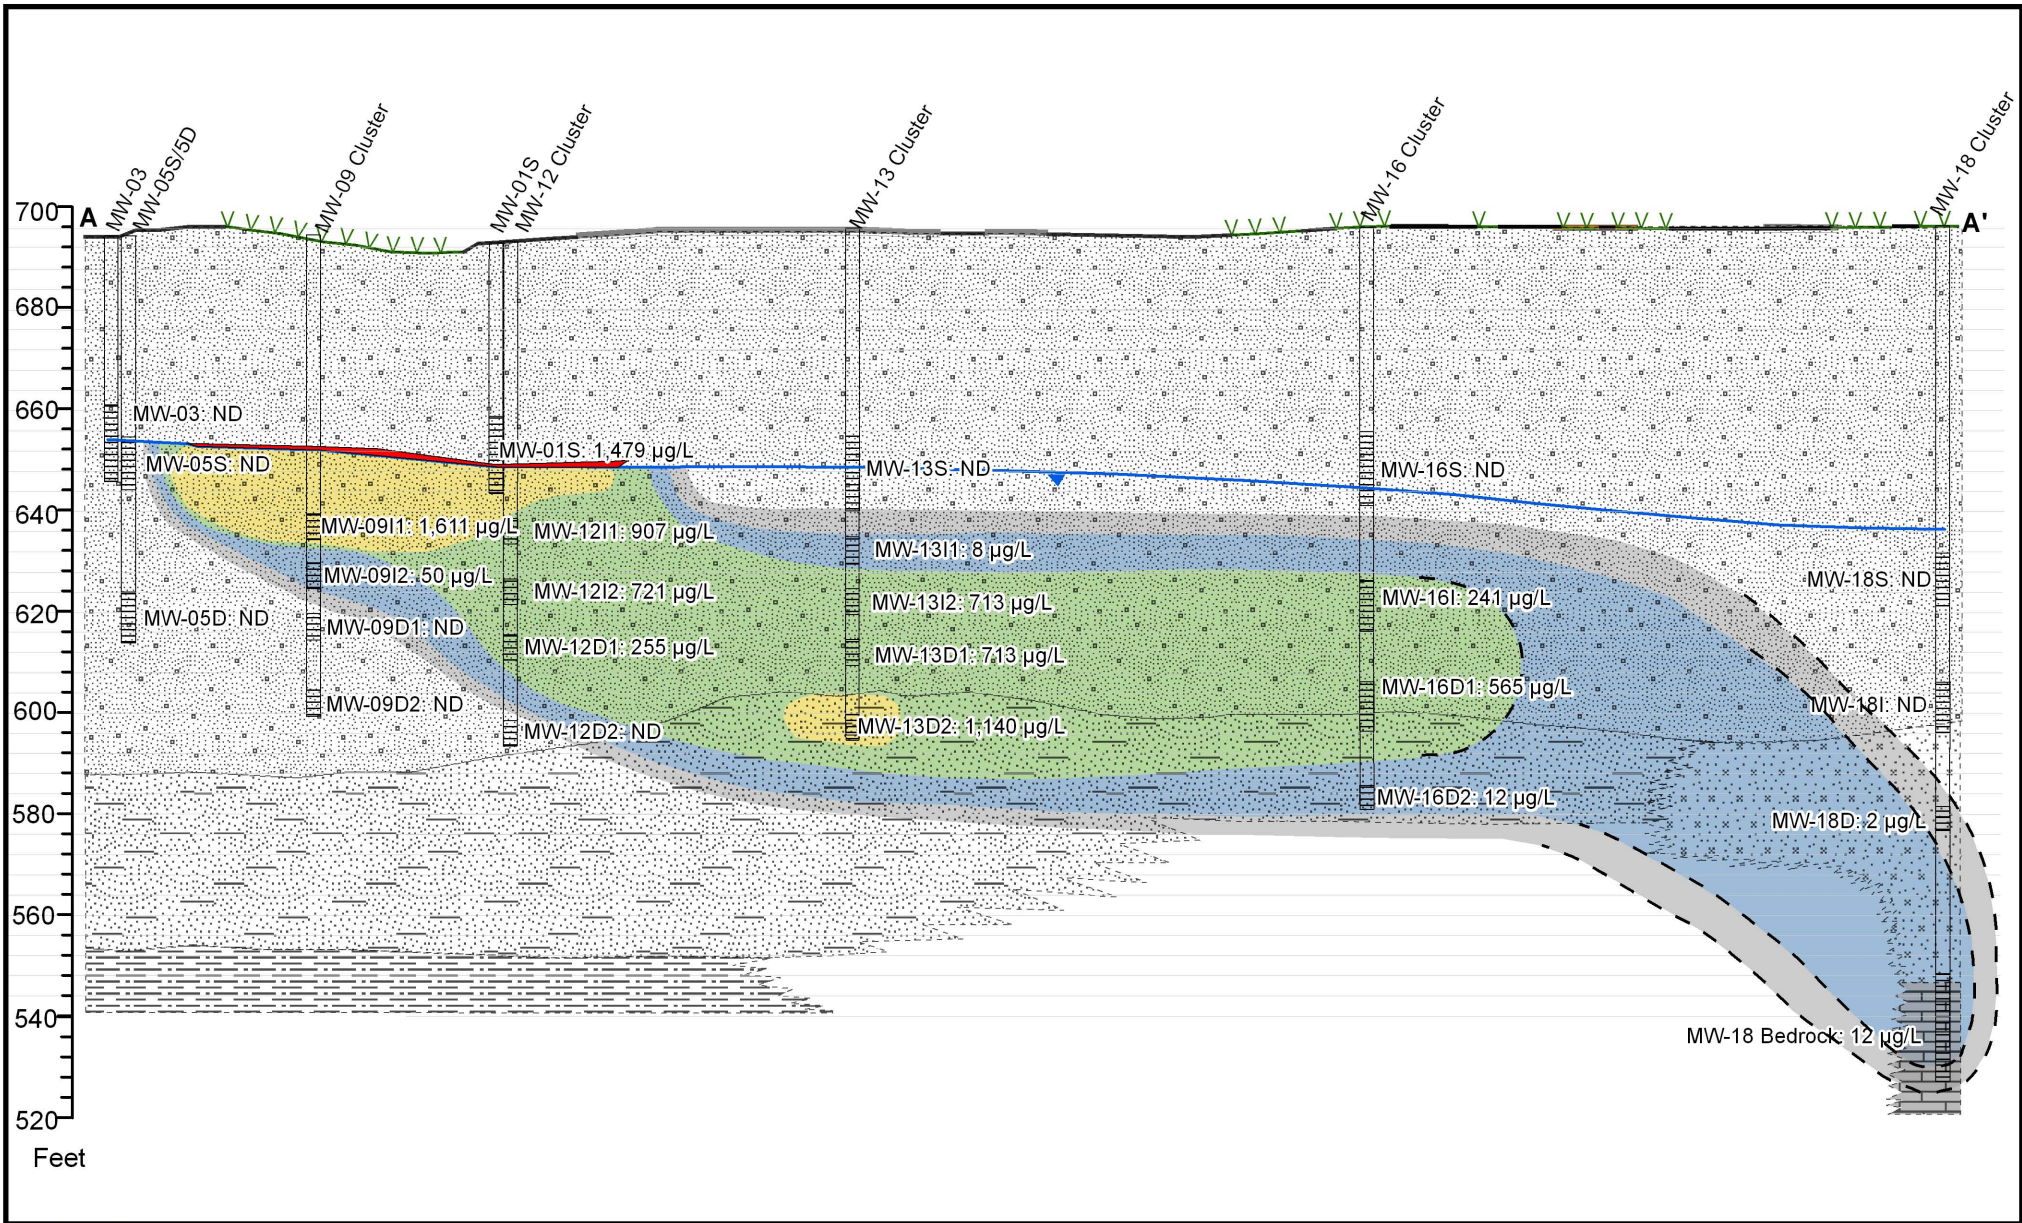 MW-03
MW-05S/5D
MW-09 Cluster
MW-01S
MW-12 Cluster
MW-13 Cluster
MW-16 Cluster
MW-18 Cluster
A
A'
700
680
660
640
620
600
580
560
540
520
Feet
MW-03: ND
MW-05S: ND
MW-05D: ND
MW-09I1: 1,611 µg/L
MW-09I2: 50 µg/L
MW-09D1: ND
MW-09D2: ND
MW-01S: 1,479 µg/L
MW-12I1: 907 µg/L
MW-12I2: 721 µg/L
MW-12D1: 255 µg/L
MW-12D2: ND
MW-13S: ND
MW-13I1: 8 µg/L
MW-13I2: 713 µg/L
MW-13D1: 713 µg/L
MW-13D2: 1,140 µg/L
MW-16S: ND
MW-16I: 241 µg/L
MW-16D1: 565 µg/L
MW-16D2: 12 µg/L
MW-18S: ND
MW-18I: ND
MW-18D: 2 µg/L
MW-18 Bedrock: 12 µg/L